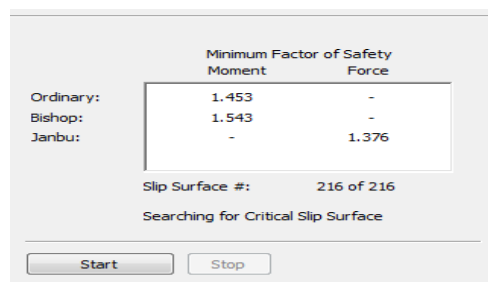 Minimum Factor of Safety
Moment Force
Ordinary: 1.453 -
Bishop: 1.543 -
Janbu: - 1.376
Slip Surface #: 216 of 216
Searching for Critical Slip Surface
Start Stop